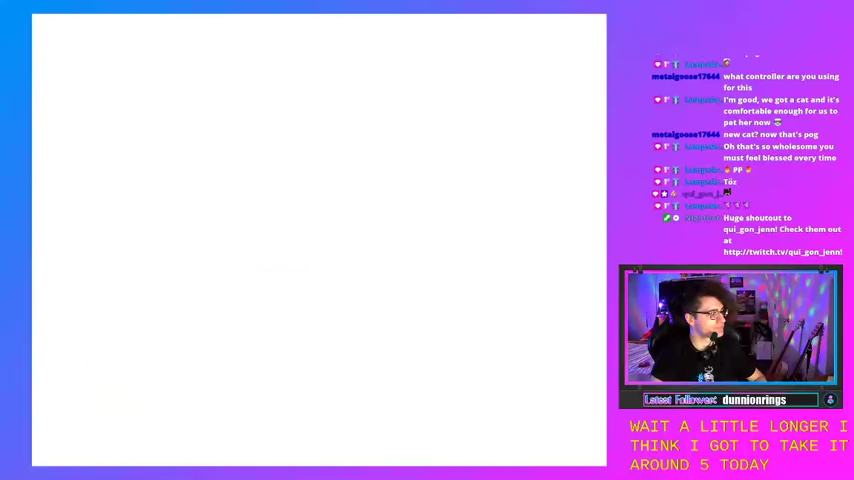 metalgoose17644 what controller are you using
for this
I'm good, we got a cat and it's
comfortable enough for us to
pet her now
metalgoose17644 new cat? now that's pog
Oh that's so wholesome you
must feel blessed every time
PP
Töz
Huge shoutout to
qui_gon_jenn! Check them out
at
http://twitch.tv/qui_gon_jenn!
Latest Follower: dunnionrings
WAIT A LITTLE LONGER I
THINK I GOT TO TAKE IT
AROUND 5 TODAY